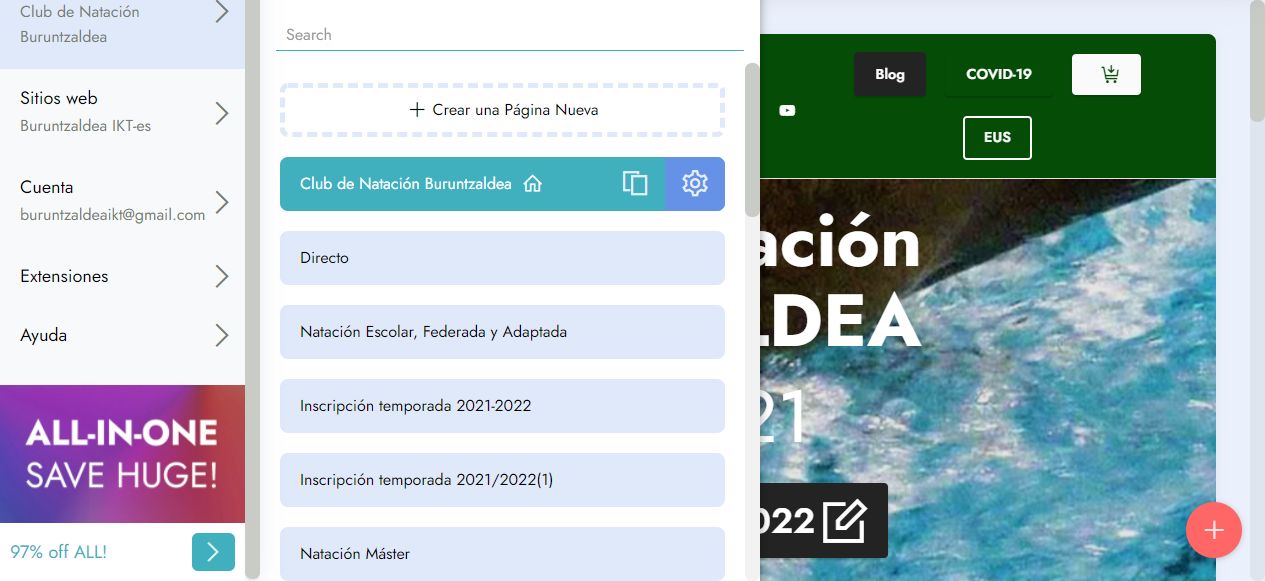 Club de Natación
Buruntzaldea
Sitios web
Buruntzaldea IKT-es
Cuenta
buruntzaldeaikt@gmail.com
Extensiones
Ayuda
ALL-IN-ONE
SAVE HUGE!
97% off ALL!
Search
+ Crear una Página Nueva
Club de Natación Buruntzaldea
Directo
Natación Escolar, Federada y Adaptada
Inscripción temporada 2021-2022
Inscripción temporada 2021/2022(1)
Natación Máster
Blog
COVID-19
EUS
ación
LDEA
21
022